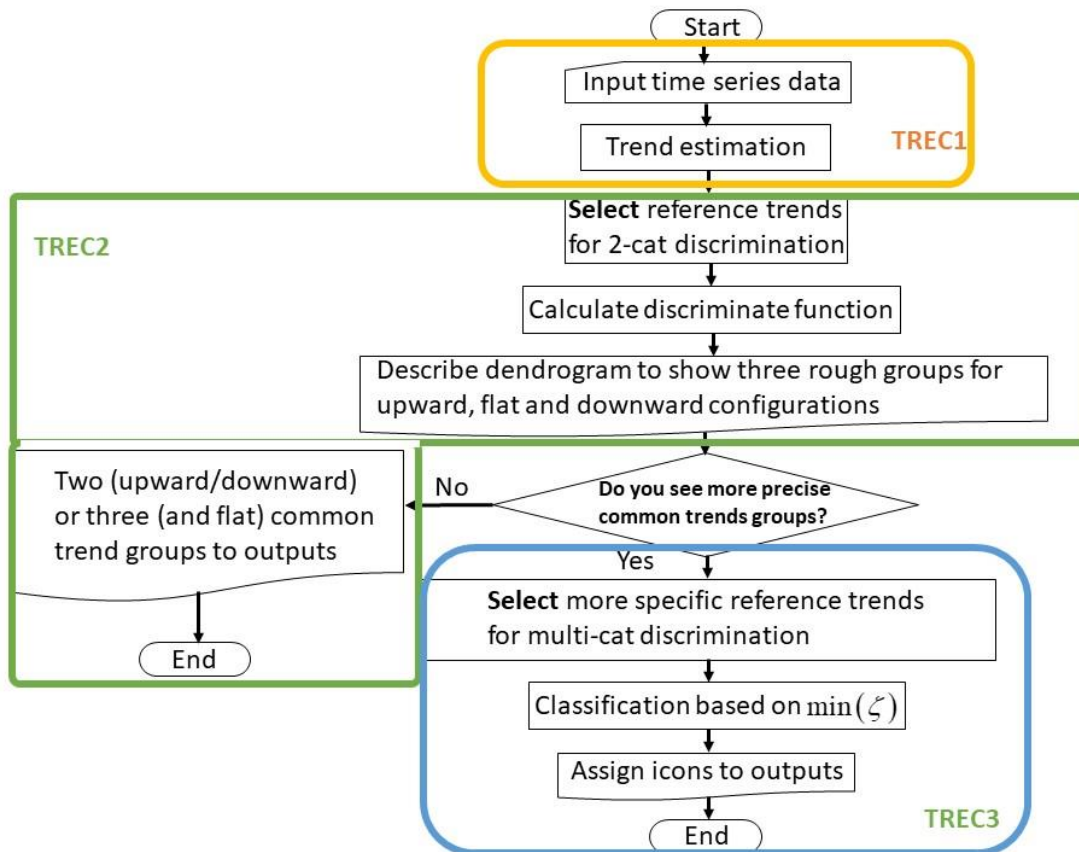 Start
Input time series data
Trend estimation
TREC1
Select reference trends
for 2-cat discrimination
TREC2
Calculate discriminate function
Describe dendrogram to show three rough groups for
upward, flat and downward configurations
Do you see more precise
common trends groups?
No
Two (upward/downward)
or three (and flat) common
trend groups to outputs
End
Yes
Select more specific reference trends
for multi-cat discrimination
Classification based on min(ζ)
Assign icons to outputs
End
TREC3